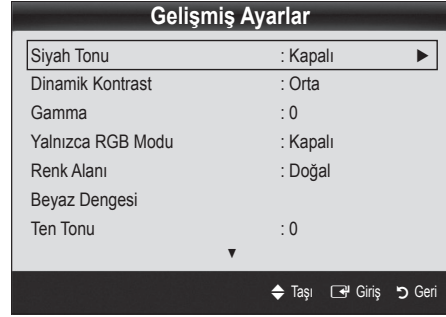 Gelişmiş Ayarlar
Siyah Tonu : Kapalı ►
Dinamik Kontrast : Orta
Gamma : 0
Yalnızca RGB Modu : Kapalı
Renk Alanı : Doğal
Beyaz Dengesi
Ten Tonu : 0
▼
Taşı Giriş Geri